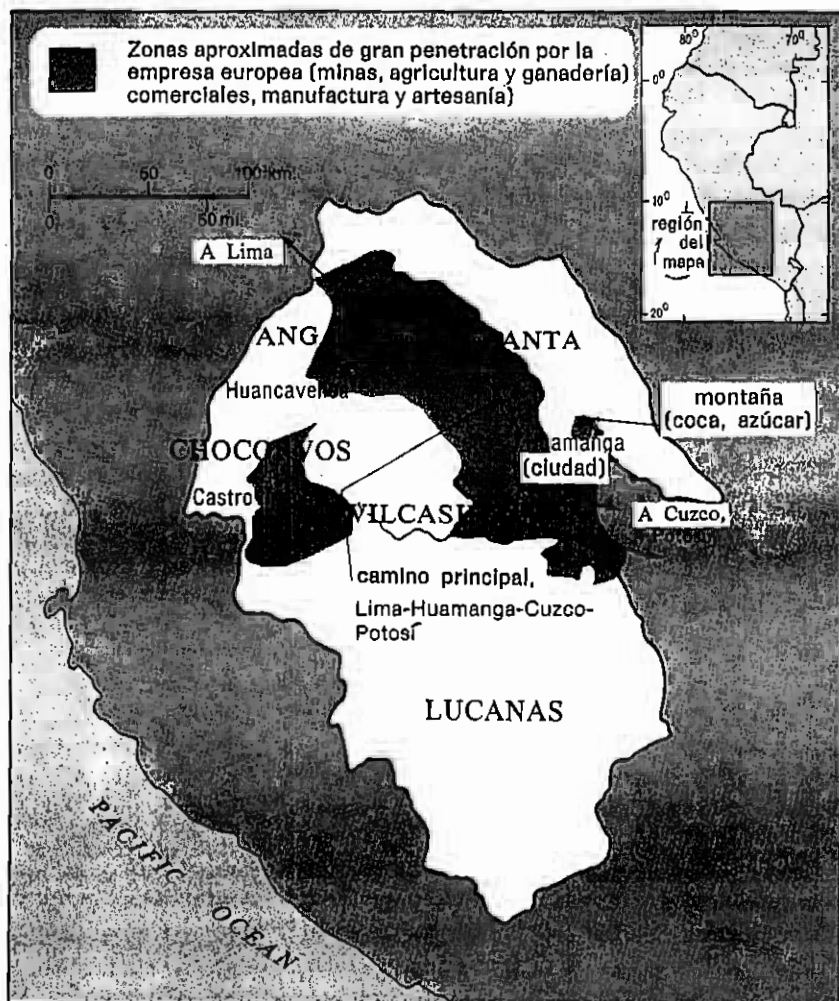 Zonas aproximadas de gran penetración por la
empresa europea (minas, agricultura y ganadería)
comerciales, manufactura y artesanía)
80° 70°
0°
10°
región
del
mapa
20°
0 50 100 km.
0 50 mi.
A Lima
ANG ANTA
Huancavelica
montaña
(coca, azúcar)
Huamanga
(ciudad)
CHOCORVOS
Castro
VILCASH
A Cuzco,
Potosí
camino principal,
Lima-Huamanga-Cuzco-
Potosí
LUCANAS
PACIFIC OCEAN